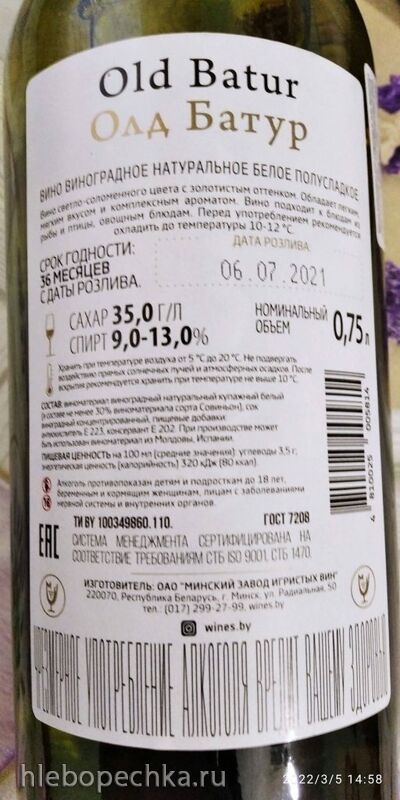 Old Batur
Олд Батур
ВИНО ВИНОГРАДНОЕ НАТУРАЛЬНОЕ БЕЛОЕ ПОЛУСЛАДКОЕ
Вино светло-соломенного цвета с золотистым оттенком. Обладает легким,
мягким вкусом и комплексным ароматом. Вино подходит к блюдам из
рыбы и птицы, овощным блюдам. Перед употреблением рекомендуется
охладить до температуры 10-12 °C.
СРОК ГОДНОСТИ:
36 МЕСЯЦЕВ
С ДАТЫ РОЗЛИВА.
ДАТА РОЗЛИВА
06.07.2021
САХАР 35,0 Г/Л
СПИРТ 9,0-13,0%
НОМИНАЛЬНЫЙ
ОБЪЕМ
0,75 л
Хранить при температуре воздуха от 5 °C до 20 °C. Не подвергать
воздействию прямых солнечных лучей и атмосферных осадков. После
вскрытия рекомендуется хранить при температуре не выше 10 °C.
СОСТАВ: виноматериал виноградный натуральный купажный белый
(в составе не менее 30% виноматериала сорта Совиньон), сок
виноградный концентрированный, пищевые добавки:
антиокислитель Е 223, консервант Е 202. При производстве может
быть использован виноматериал из Молдовы, Испании.
ПИЩЕВАЯ ЦЕННОСТЬ на 100 мл (средние значения): углеводы 3,5 г;
энергетическая ценность (калорийность) 320 кДж (80 ккал).
Алкоголь противопоказан детям и подросткам до 18 лет,
беременным и кормящим женщинам, лицам с заболеваниями
нервной системы и внутренних органов.
4 810025 005814
ТИ BY 100349860.110.
ГОСТ 7208
EAC
СИСТЕМА МЕНЕДЖМЕНТА СЕРТИФИЦИРОВАНА НА
СООТВЕТСТВИЕ ТРЕБОВАНИЯМ СТБ ISO 9001, СТБ 1470.
ИЗГОТОВИТЕЛЬ: ОАО "МИНСКИЙ ЗАВОД ИГРИСТЫХ ВИН"
220070, Республика Беларусь, г. Минск, ул. Радиальная, 50
тел. (017) 299-27-99, wines.by
wines.by
ЧРЕЗМЕРНОЕ УПОТРЕБЛЕНИЕ АЛКОГОЛЯ ВРЕДИТ ВАШЕМУ ЗДОРОВЬЮ
hlebopechka.ru
2022/3/5 14:58